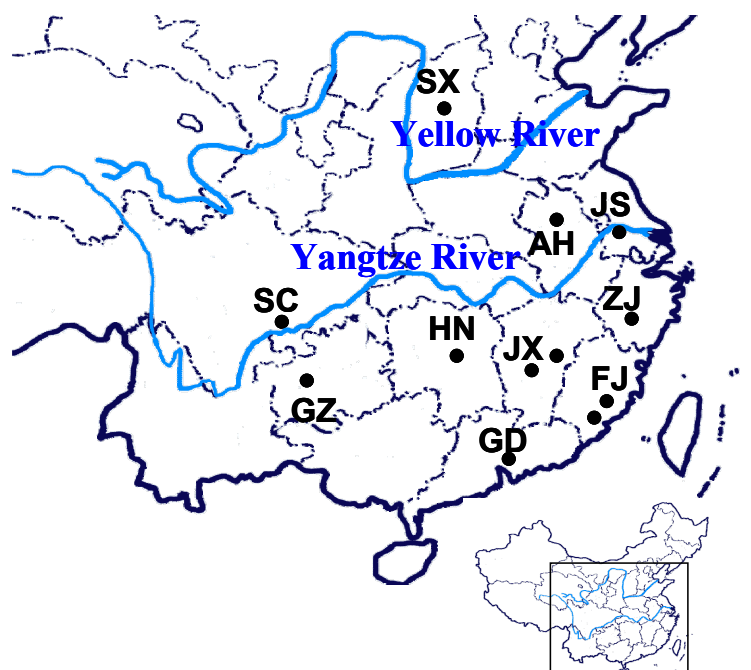 SX
Yellow River
JS
AH
Yangtze River
SC
ZJ
HN
JX
FJ
GZ
GD